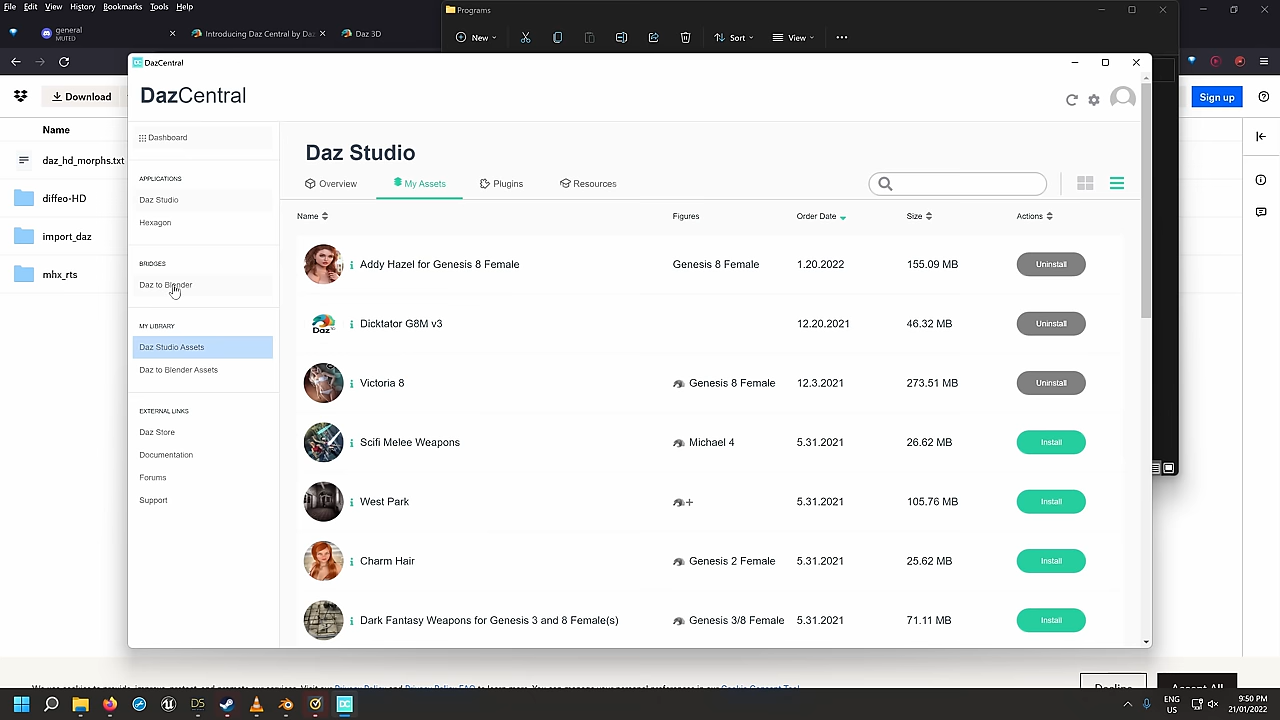 File Edit View History Bookmarks Tools Help
Programs
general
MUTED
Introducing Daz Central by Daz
Daz 3D
New
Sort
View
DazCentral
Download
Sign up
DazCentral
Name
daz_hd_morphs.txt
diffeo-HD
import_daz
mhx_rts
Dashboard
APPLICATIONS
Daz Studio
Hexagon
BRIDGES
Daz to Blender
MY LIBRARY
Daz Studio Assets
Daz to Blender Assets
EXTERNAL LINKS
Daz Store
Documentation
Forums
Support
Daz Studio
Overview My Assets Plugins Resources
Name Figures Order Date Size Actions
Addy Hazel for Genesis 8 Female Genesis 8 Female 1.20.2022 155.09 MB Uninstall
Daz
Dicktator G8M v3 12.20.2021 46.32 MB Uninstall
Victoria 8 Genesis 8 Female 12.3.2021 273.51 MB Uninstall
Scifi Melee Weapons Michael 4 5.31.2021 26.62 MB Install
West Park + 5.31.2021 105.76 MB Install
Charm Hair Genesis 2 Female 5.31.2021 25.62 MB Install
Dark Fantasy Weapons for Genesis 3 and 8 Female(s) Genesis 3/8 Female 5.31.2021 71.11 MB Install
DS
DC
ENG
US
9:50 PM
21/01/2022